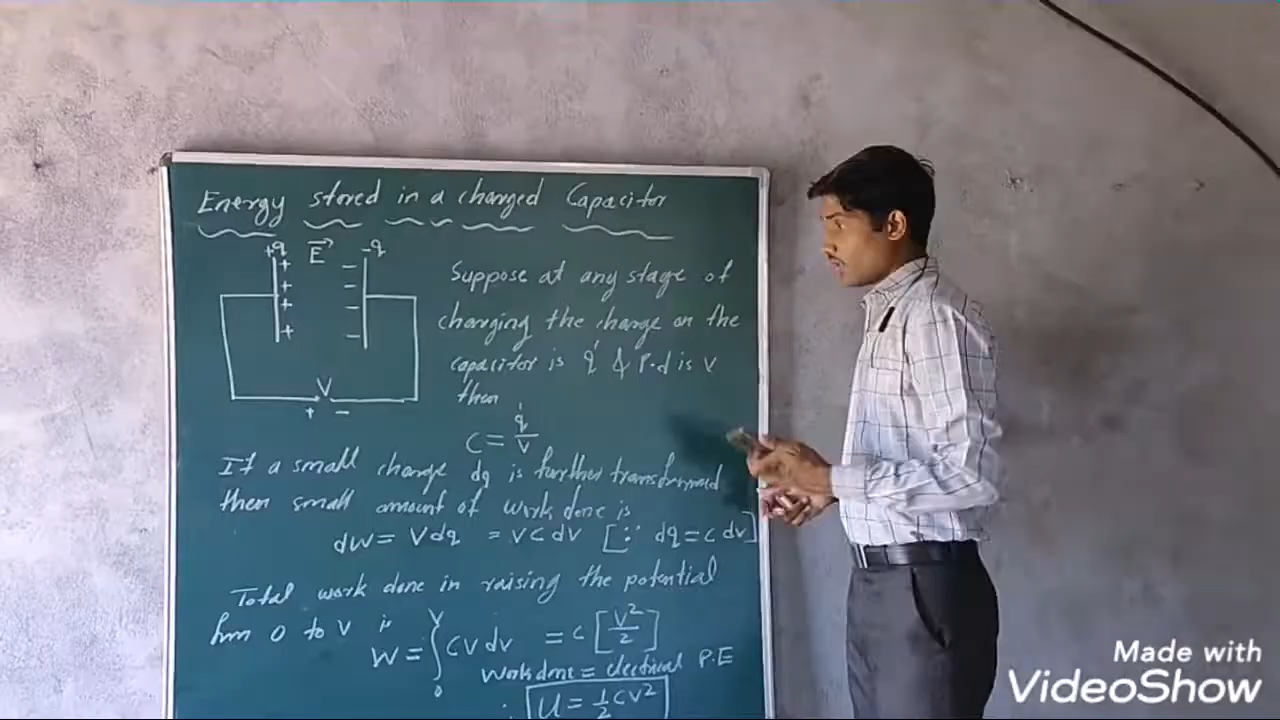 Energy stored in a charged Capacitor
+q E→ -q
+ + + +
− − − −
V
+ −
Suppose at any stage of
charging the charge on the
capacitor is q' & P.d is v
then
C = q'/v
If a small charge dq is further transformed
then small amount of work done is
dW = Vdq = VCdV [∵ dq = C dv]
Total work done in raising the potential
from 0 to V is
W = ∫₀ⱽ CV dv = C [V²/2]
Work done = electrical P.E
∴ U = ½CV²
Made with
VideoShow